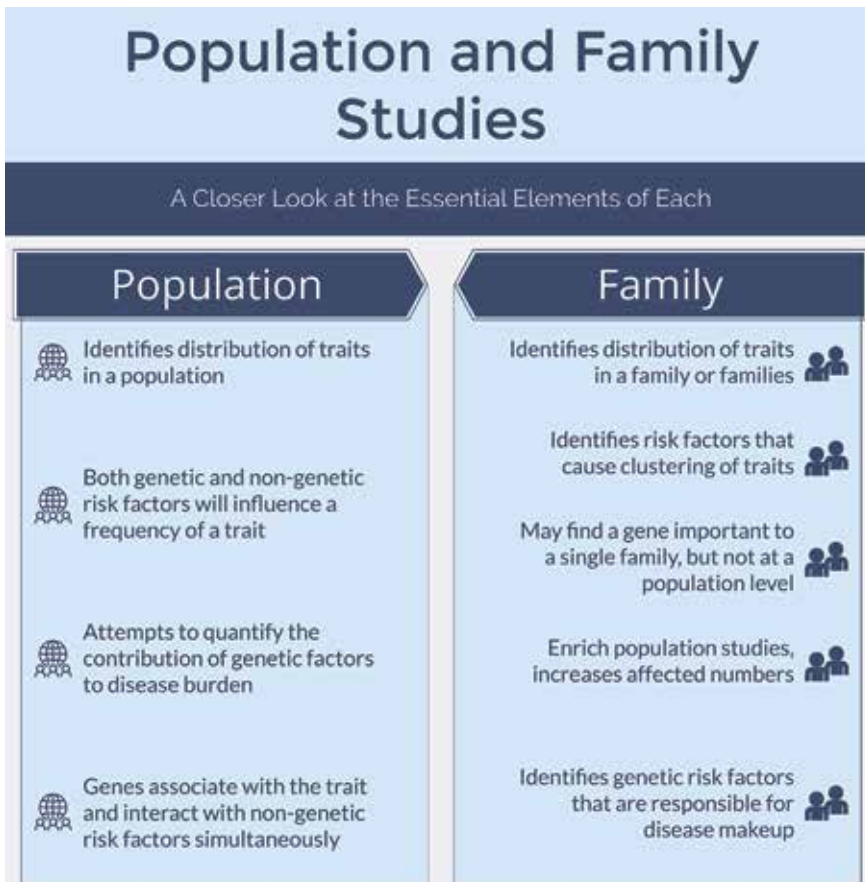 Population and Family
Studies
A Closer Look at the Essential Elements of Each
Population
Identifies distribution of traits
in a population
Both genetic and non-genetic
risk factors will influence a
frequency of a trait
Attempts to quantify the
contribution of genetic factors
to disease burden
Genes associate with the trait
and interact with non-genetic
risk factors simultaneously
Family
Identifies distribution of traits
in a family or families
Identifies risk factors that
cause clustering of traits
May find a gene important to
a single family, but not at a
population level
Enrich population studies,
increases affected numbers
Identifies genetic risk factors
that are responsible for
disease makeup